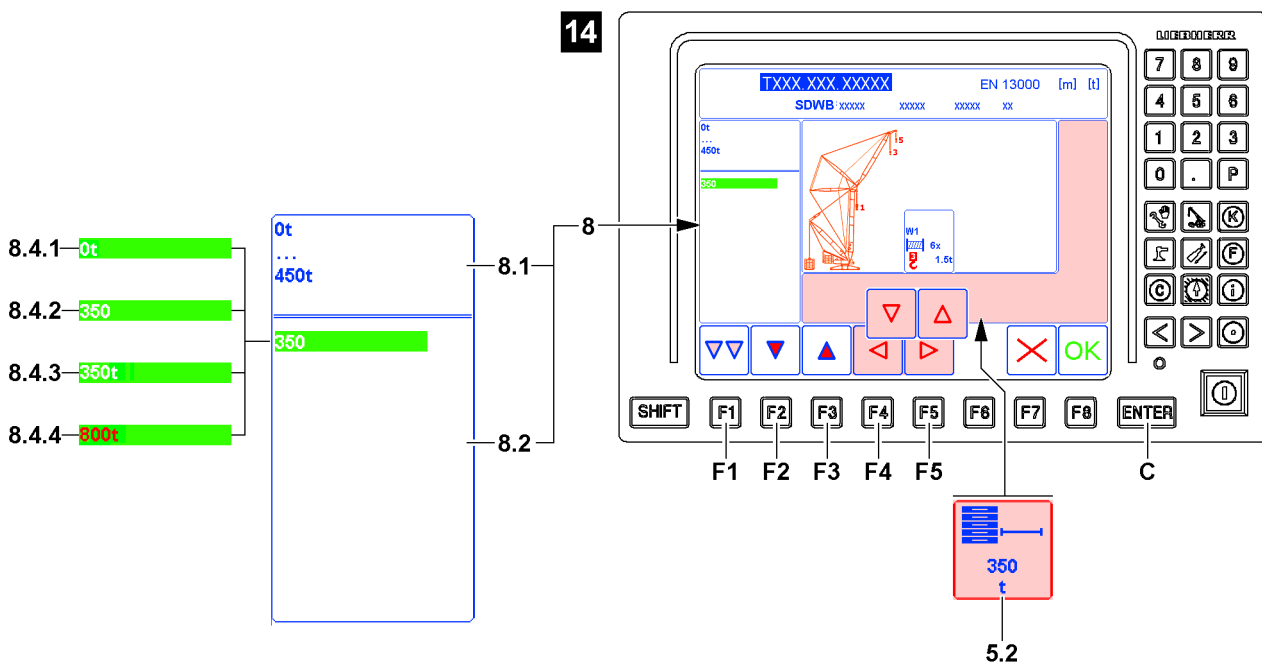 14
LIEBHERR
TXXX.XXX.XXXXX EN 13000 [m] [t]
SDWB: xxxxx xxxxx xxxxx xx
0t
...
450t
350
5
3
1
W1
6x
1.5t
OK
7 8 9
4 5 6
1 2 3
0 . P
K
F
C i
SHIFT F1 F2 F3 F4 F5 F6 F7 F8 ENTER
F1 F2 F3 F4 F5 C
350
t
5.2
8
8.1
8.2
0t
...
450t
350
8.4.1 0t
8.4.2 350
8.4.3 350t
8.4.4 800t